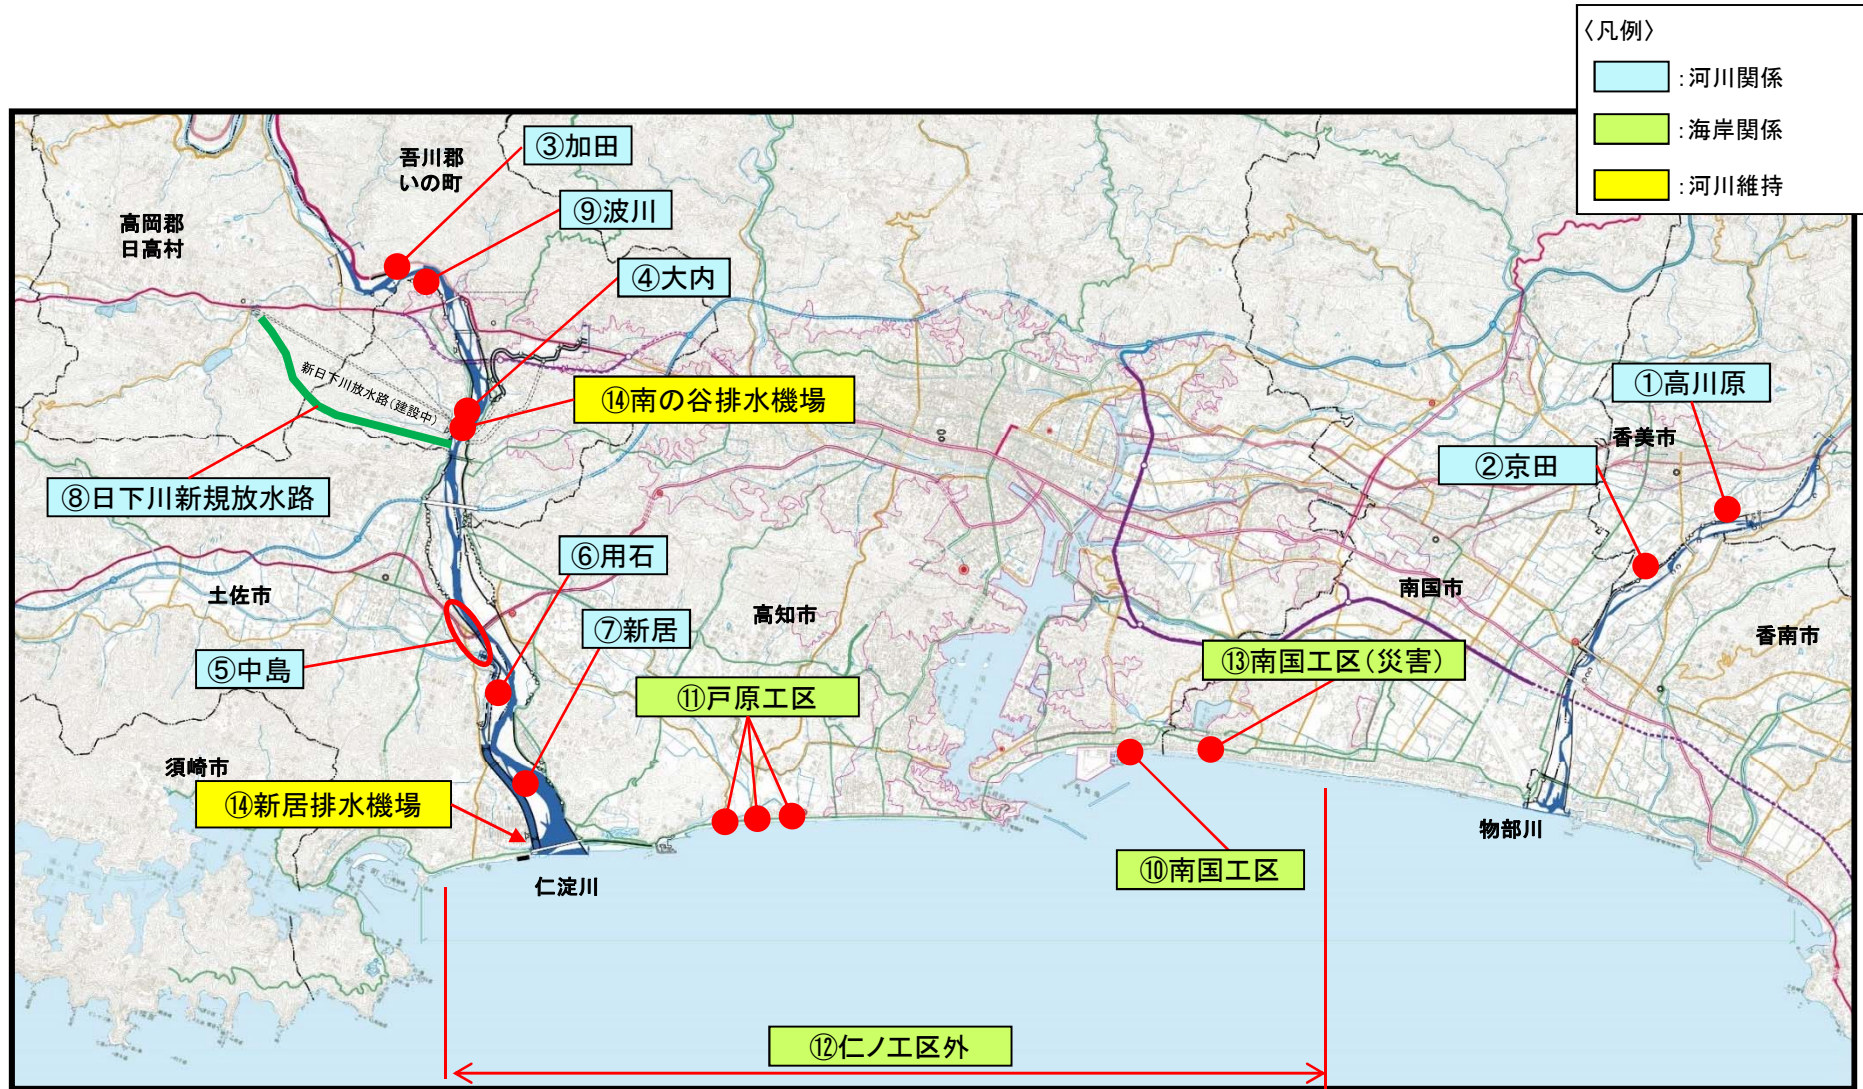 〈凡例〉
：河川関係
：海岸関係
：河川維持
③加田
吾川郡
いの町
⑨波川
高岡郡
日高村
④大内
新日下川放水路(建設中)
⑭南の谷排水機場
①高川原
香美市
②京田
⑧日下川新規放水路
⑥用石
土佐市
⑦新居
高知市
南国市
香南市
⑤中島
⑬南国工区(災害)
⑪戸原工区
須崎市
⑭新居排水機場
物部川
⑩南国工区
仁淀川
⑫仁ノ工区外